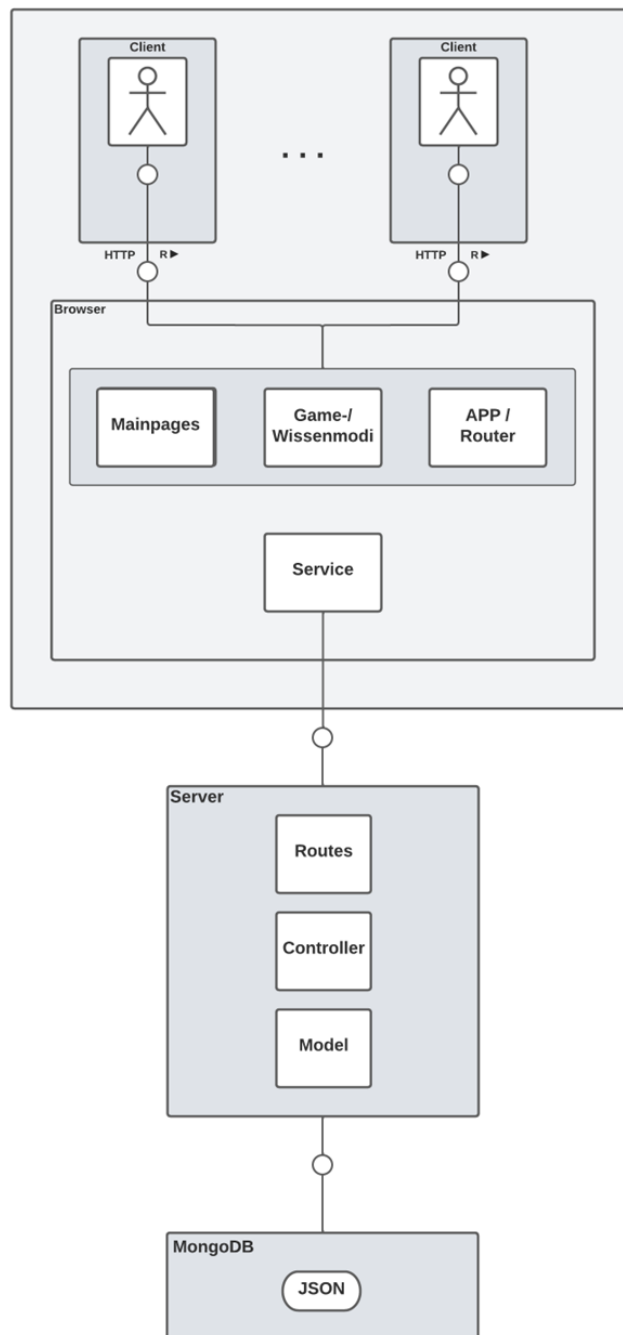 Client
Client
. . .
HTTP R ▶
HTTP R ▶
Browser
Mainpages
Game-/
Wissenmodi
APP /
Router
Service
Server
Routes
Controller
Model
MongoDB
JSON